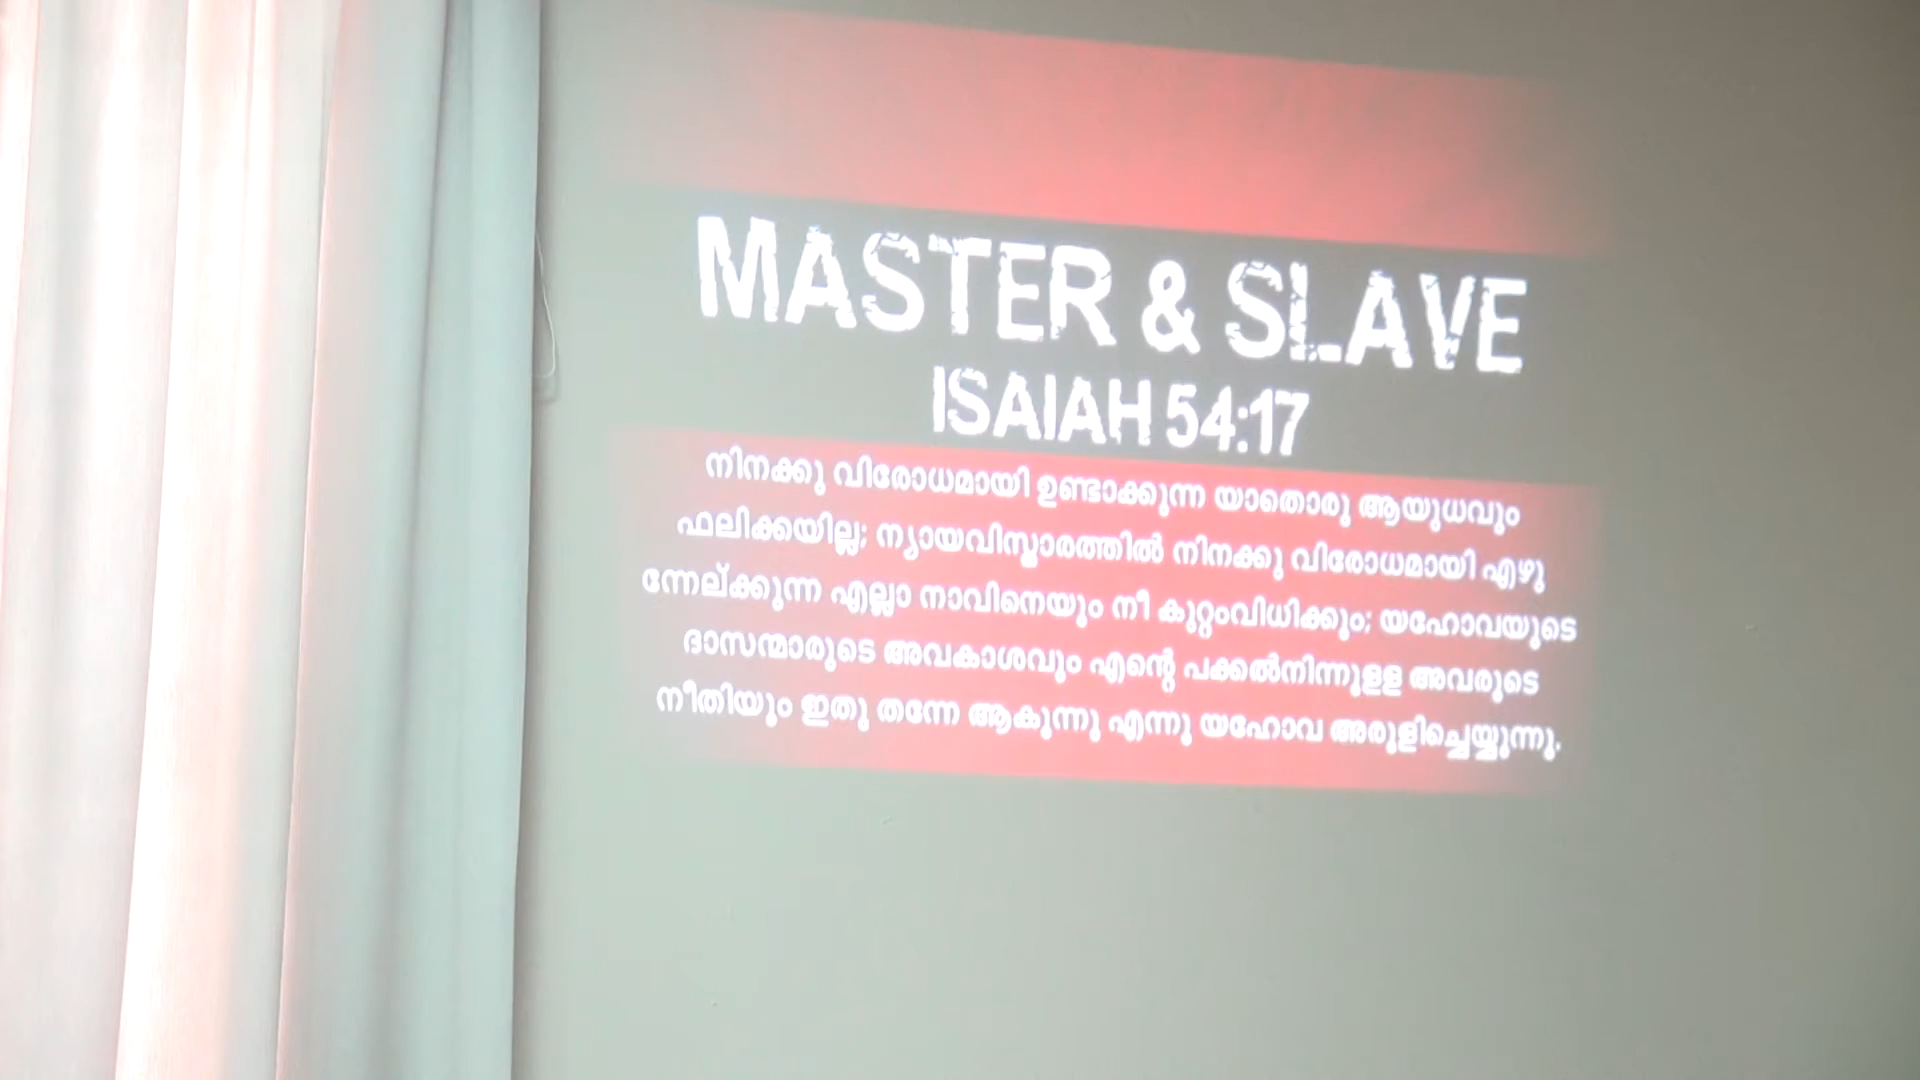 MASTER & SLAVE
ISAIAH 54:17
നിനക്കു വിരോധമായി ഉണ്ടാക്കുന്ന യാതൊരു ആയുധവും
ഫലിക്കയില്ല; ന്യായവിസ്താരത്തിൽ നിനക്കു വിരോധമായി എഴു
ന്നേല്ക്കുന്ന എല്ലാ നാവിനെയും നീ കുറ്റംവിധിക്കും; യഹോവയുടെ
ദാസന്മാരുടെ അവകാശവും എന്റെ പക്കൽനിന്നുളള അവരുടെ
നീതിയും ഇതു തന്നേ ആകുന്നു എന്നു യഹോവ അരുളിച്ചെയ്യുന്നു.